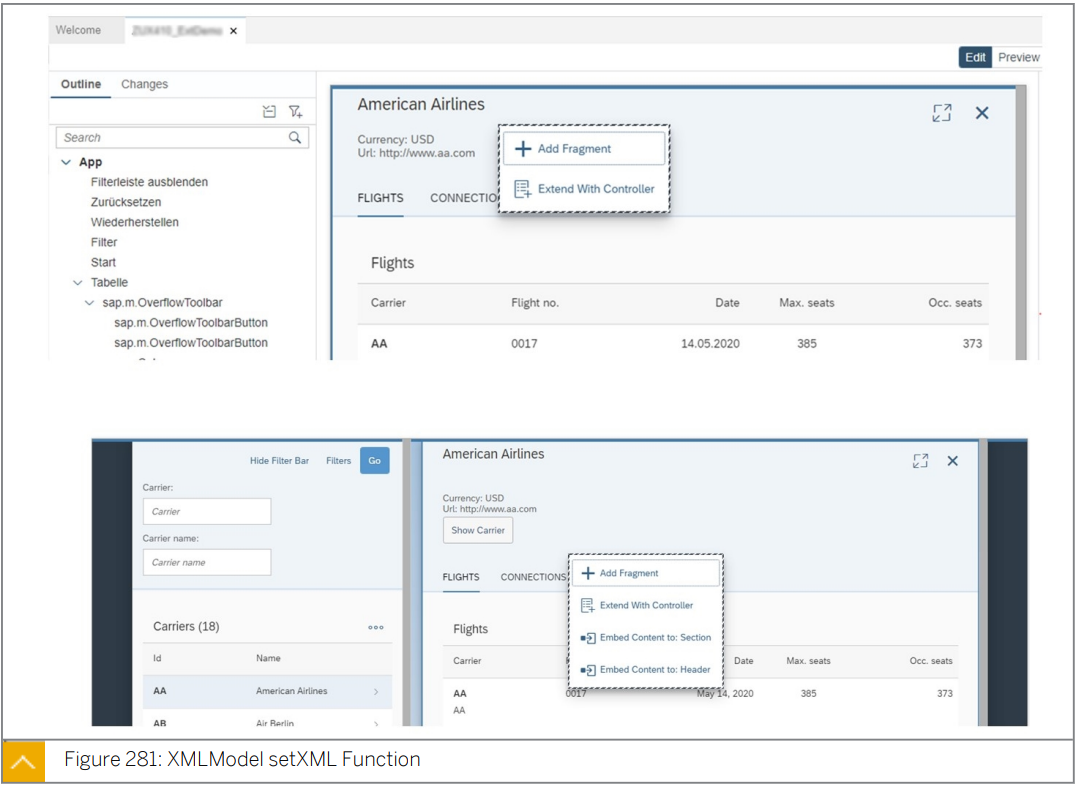 Welcome
Edit Preview
Outline Changes
Search
App
Filterleiste ausblenden
Zurücksetzen
Wiederherstellen
Filter
Start
Tabelle
sap.m.OverflowToolbar
sap.m.OverflowToolbarButton
sap.m.OverflowToolbarButton
American Airlines
Currency: USD
Url: http://www.aa.com
Add Fragment
Extend With Controller
FLIGHTS CONNECTIO
Flights
Carrier Flight no. Date Max. seats Occ. seats
AA 0017 14.05.2020 385 373
Hide Filter Bar Filters Go
Carrier:
Carrier
Carrier name:
Carrier name
Carriers (18)
Id Name
AA American Airlines
AB Air Berlin
American Airlines
Currency: USD
Url: http://www.aa.com
Show Carrier
FLIGHTS CONNECTIONS
Add Fragment
Extend With Controller
Embed Content to: Section
Embed Content to: Header
Flights
Carrier Date Max. seats Occ. seats
AA 0017 May 14, 2020 385 373
AA
Figure 281: XMLModel setXML Function